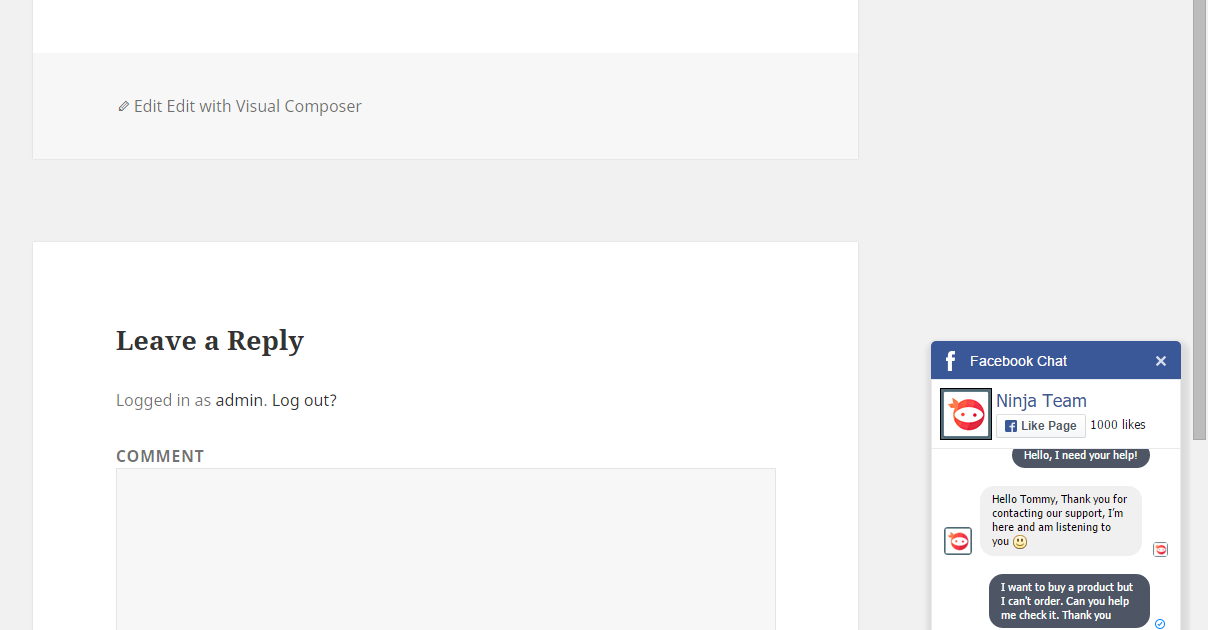 Edit Edit with Visual Composer
Leave a Reply
Logged in as admin. Log out?
COMMENT
Facebook Chat
Ninja Team
Like Page 1000 likes
Hello, I need your help!
Hello Tommy, Thank you for
contacting our support, I'm
here and am listening to
you
I want to buy a product but
I can't order. Can you help
me check it. Thank you